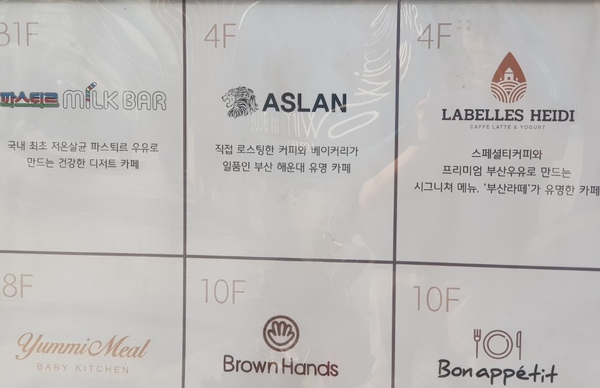 B1F
파스퇴르 MilK BAR
국내 최초 저온살균 파스퇴르 우유로
만드는 건강한 디저트 카페
4F
ASLAN
직접 로스팅한 커피와 베이커리가
일품인 부산 해운대 유명 카페
4F
LABELLES HEIDI
CAFFE LATTE & YOGURT
스페셜티커피와
프리미엄 부산우유로 만드는
시그니쳐 메뉴, '부산라떼'가 유명한 카페
8F
Yummi Meal
BABY KITCHEN
10F
Brown Hands
10F
Bon appétit